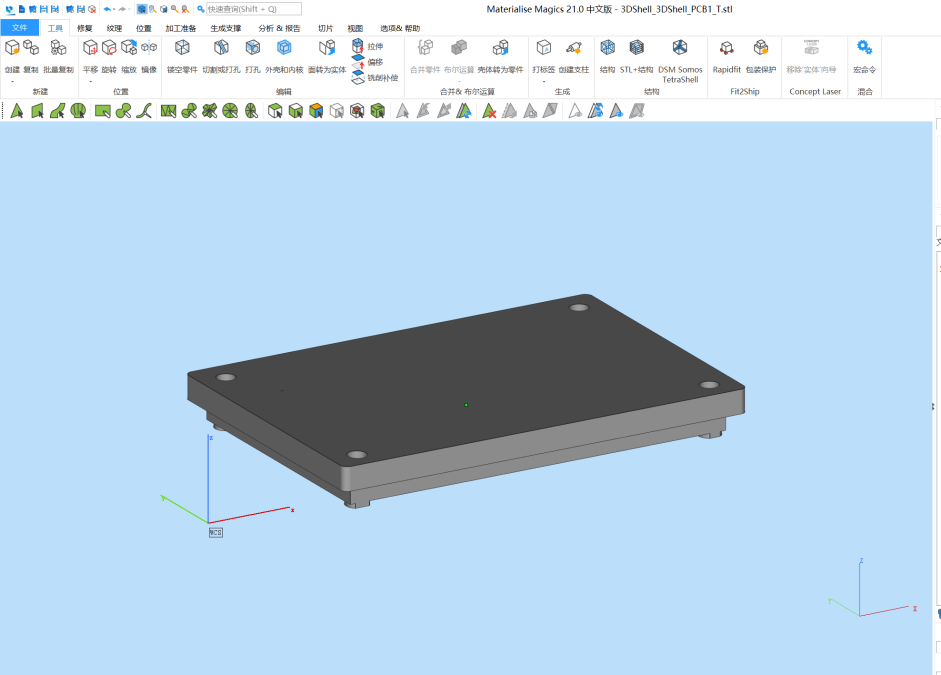 快速查询(Shift + Q)
Materialise Magics 21.0 中文版 - 3DShell_3DShell_PCB1_T.stl
文件 工具 修复 纹理 位置 加工准备 生成支撑 分析 & 报告 切片 视图 选项& 帮助
创建 复制 批量复制
新建
平移 旋转 缩放 镜像
位置
镂空零件 切割或打孔 打孔 外壳和内核 面转为实体
拉伸
偏移
铣削补偿
编辑
合并零件 布尔运算 壳体转为零件
合并& 布尔运算
打标签 创建支柱
生成
结构 STL+结构 DSM Somos TetraShell
结构
Rapidfit 包装保护
Fit2Ship
移除'实体'向导
Concept Laser
宏命令
混合
z
Y
x
WCS
Z
Y
X